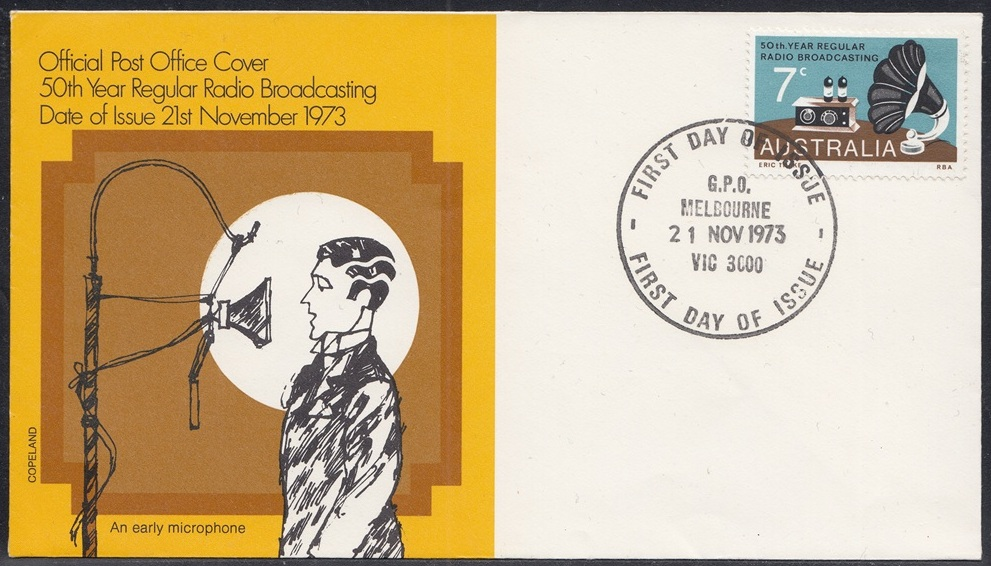 Official Post Office Cover
50th Year Regular Radio Broadcasting
Date of Issue 21st November 1973
COPELAND
An early microphone
50th. YEAR REGULAR
RADIO BROADCASTING
7c
AUSTRALIA
ERIC
RBA
FIRST DAY OF ISSUE
G.P.O.
MELBOURNE
21 NOV 1973
VIC 3000
FIRST DAY OF ISSUE